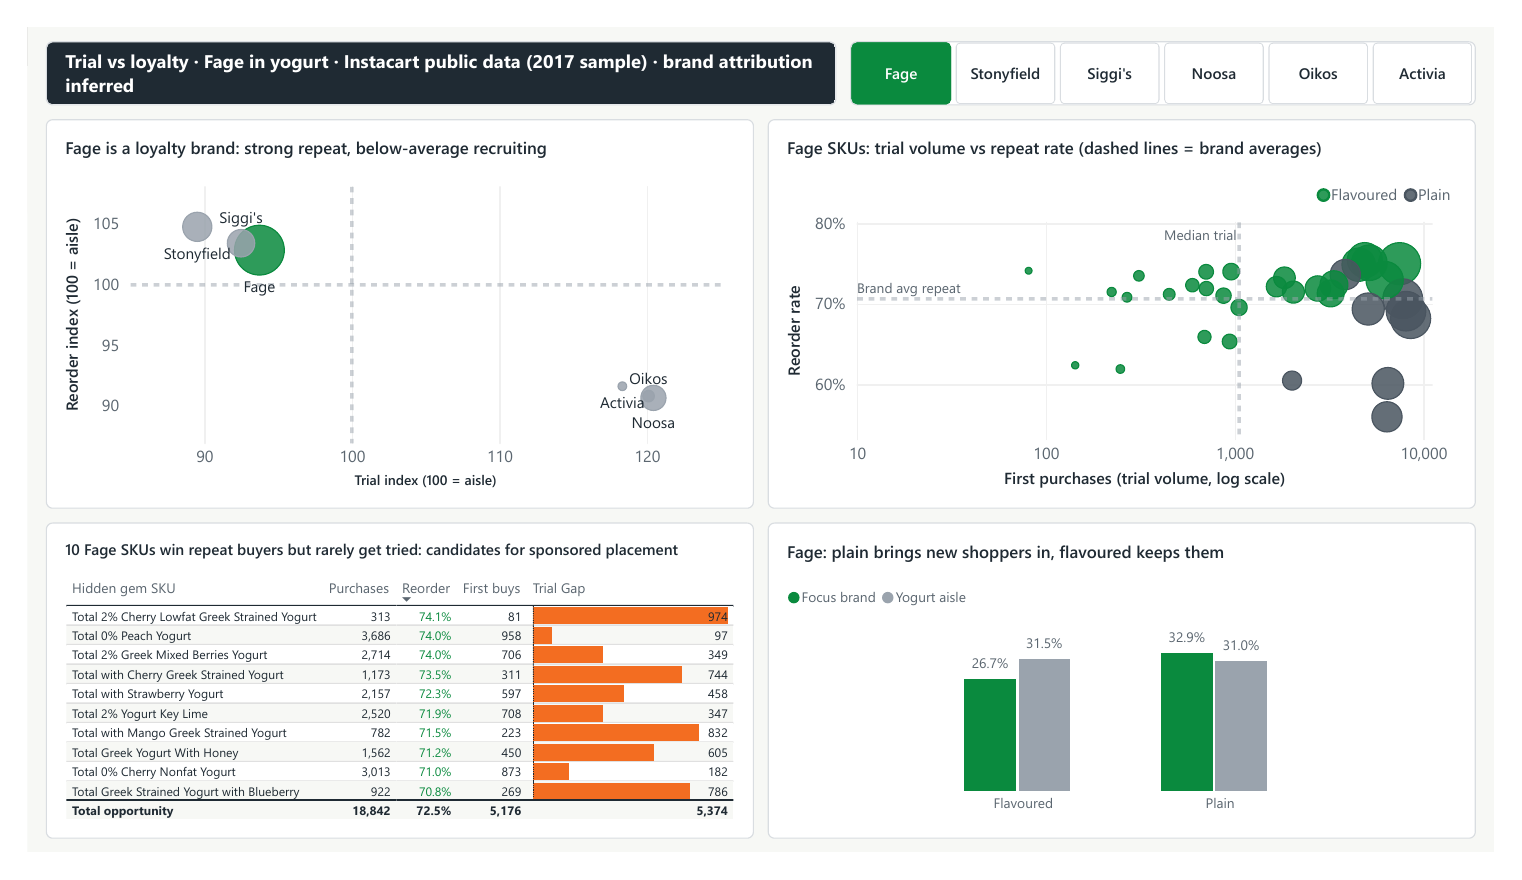 Trial vs loyalty · Fage in yogurt · Instacart public data (2017 sample) · brand attribution
inferred
Fage
Stonyfield
Siggi's
Noosa
Oikos
Activia
Fage is a loyalty brand: strong repeat, below-average recruiting
Reorder index (100 = aisle)
105
100
95
90
Siggi's
Stonyfield
Fage
Oikos
Activia
Noosa
90
100
110
120
Trial index (100 = aisle)
Fage SKUs: trial volume vs repeat rate (dashed lines = brand averages)
Flavoured
Plain
Reorder rate
80%
70%
60%
Median trial
Brand avg repeat
10
100
1,000
10,000
First purchases (trial volume, log scale)
10 Fage SKUs win repeat buyers but rarely get tried: candidates for sponsored placement
Hidden gem SKU Purchases Reorder First buys Trial Gap
Total 2% Cherry Lowfat Greek Strained Yogurt 313 74.1% 81 974
Total 0% Peach Yogurt 3,686 74.0% 958 97
Total 2% Greek Mixed Berries Yogurt 2,714 74.0% 706 349
Total with Cherry Greek Strained Yogurt 1,173 73.5% 311 744
Total with Strawberry Yogurt 2,157 72.3% 597 458
Total 2% Yogurt Key Lime 2,520 71.9% 708 347
Total with Mango Greek Strained Yogurt 782 71.5% 223 832
Total Greek Yogurt With Honey 1,562 71.2% 450 605
Total 0% Cherry Nonfat Yogurt 3,013 71.0% 873 182
Total Greek Strained Yogurt with Blueberry 922 70.8% 269 786
Total opportunity 18,842 72.5% 5,176 5,374
Fage: plain brings new shoppers in, flavoured keeps them
Focus brand
Yogurt aisle
26.7%
31.5%
32.9%
31.0%
Flavoured
Plain